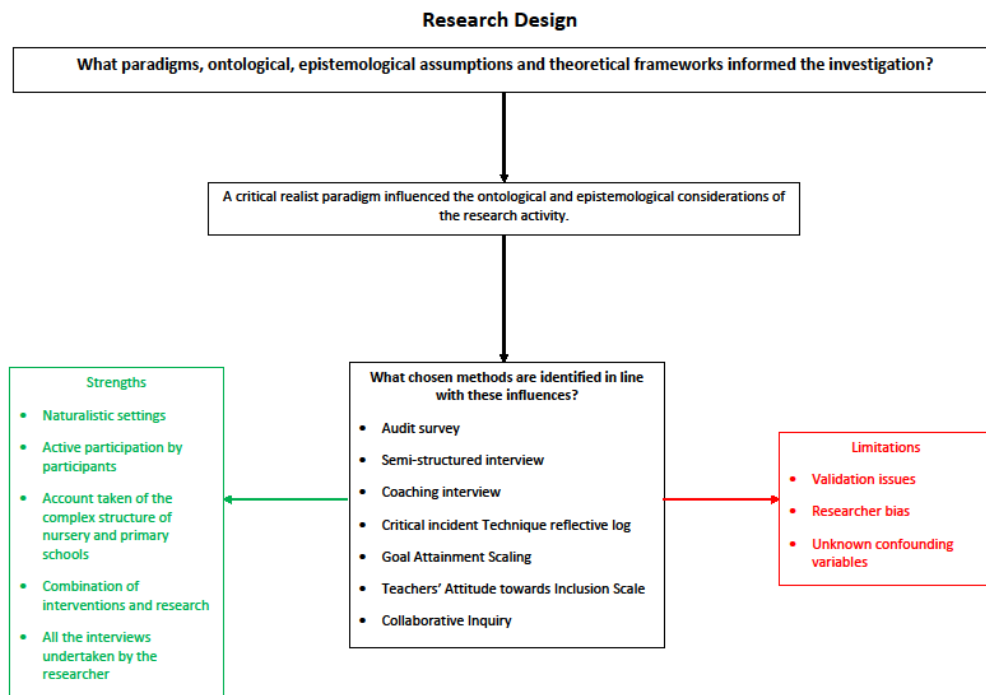 Research Design
What paradigms, ontological, epistemological assumptions and theoretical frameworks informed the investigation?
A critical realist paradigm influenced the ontological and epistemological considerations of
the research activity.
Strengths
• Naturalistic settings
• Active participation by
participants
• Account taken of the
complex structure of
nursery and primary
schools
• Combination of
interventions and research
• All the interviews
undertaken by the
researcher
What chosen methods are identified in line
with these influences?
• Audit survey
• Semi-structured interview
• Coaching interview
• Critical incident Technique reflective log
• Goal Attainment Scaling
• Teachers’ Attitude towards Inclusion Scale
• Collaborative Inquiry
Limitations
• Validation issues
• Researcher bias
• Unknown confounding
variables